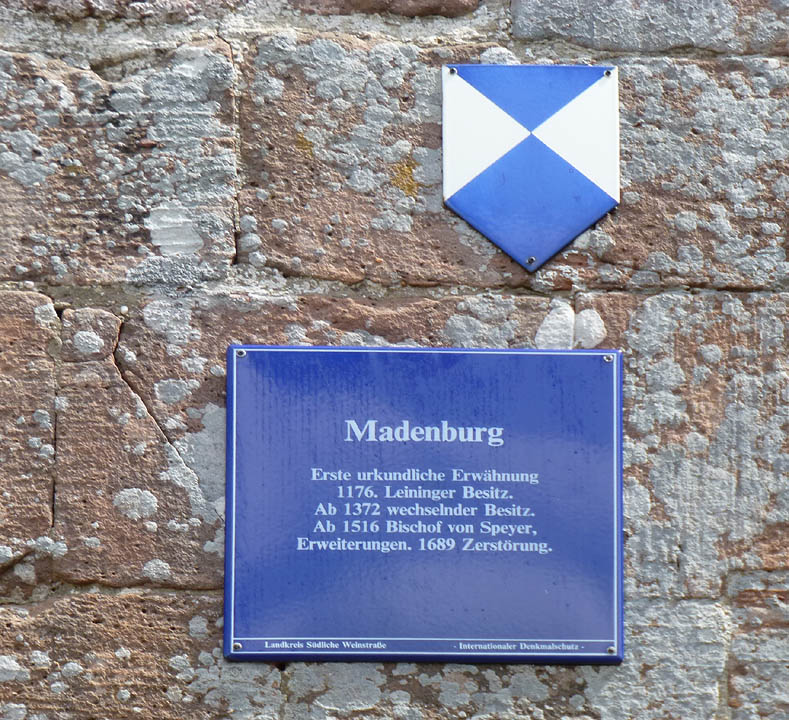 Madenburg
Erste urkundliche Erwähnung
1176. Leininger Besitz.
Ab 1372 wechselnder Besitz.
Ab 1516 Bischof von Speyer,
Erweiterungen. 1689 Zerstörung.
Landkreis Südliche Weinstraße - Internationaler Denkmalschutz -